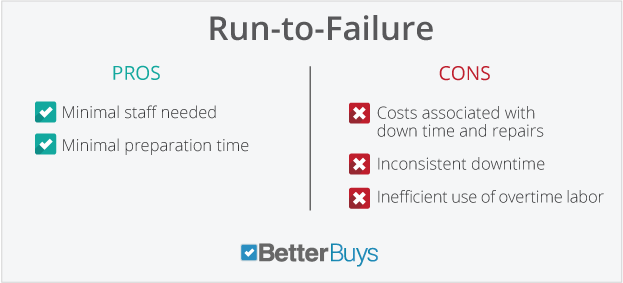 Run-to-Failure
PROS
Minimal staff needed
Minimal preparation time
CONS
Costs associated with
down time and repairs
Inconsistent downtime
Inefficient use of overtime labor
BetterBuys